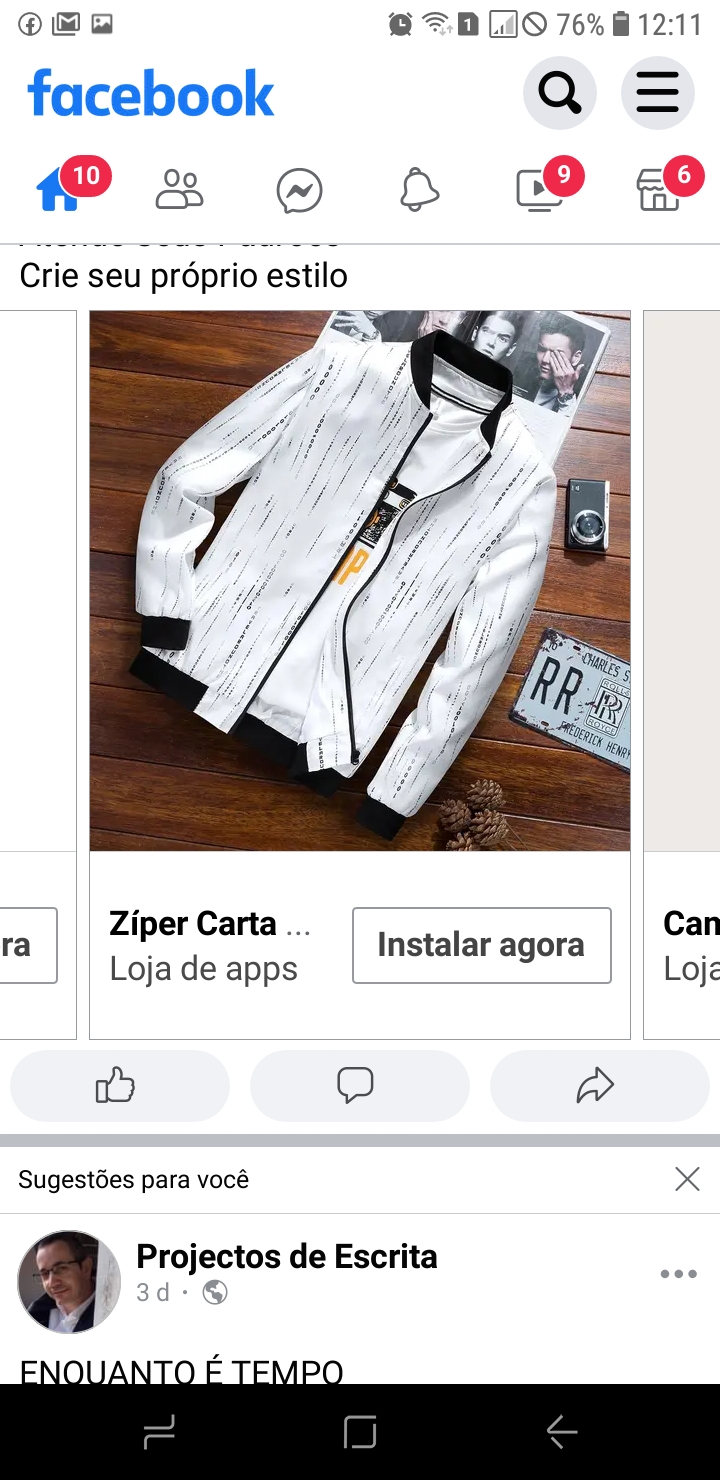 1 76% 12:11
facebook
10 9 6
Crie seu próprio estilo
RR
CHARLES S
ROLLS
RR
ROYCE
FREDERICK HENRY
ra
Zíper Carta ...
Instalar agora
Can
Loja de apps
Loja
Sugestões para você
Projectos de Escrita
3 d ·
ENQUANTO É TEMPO